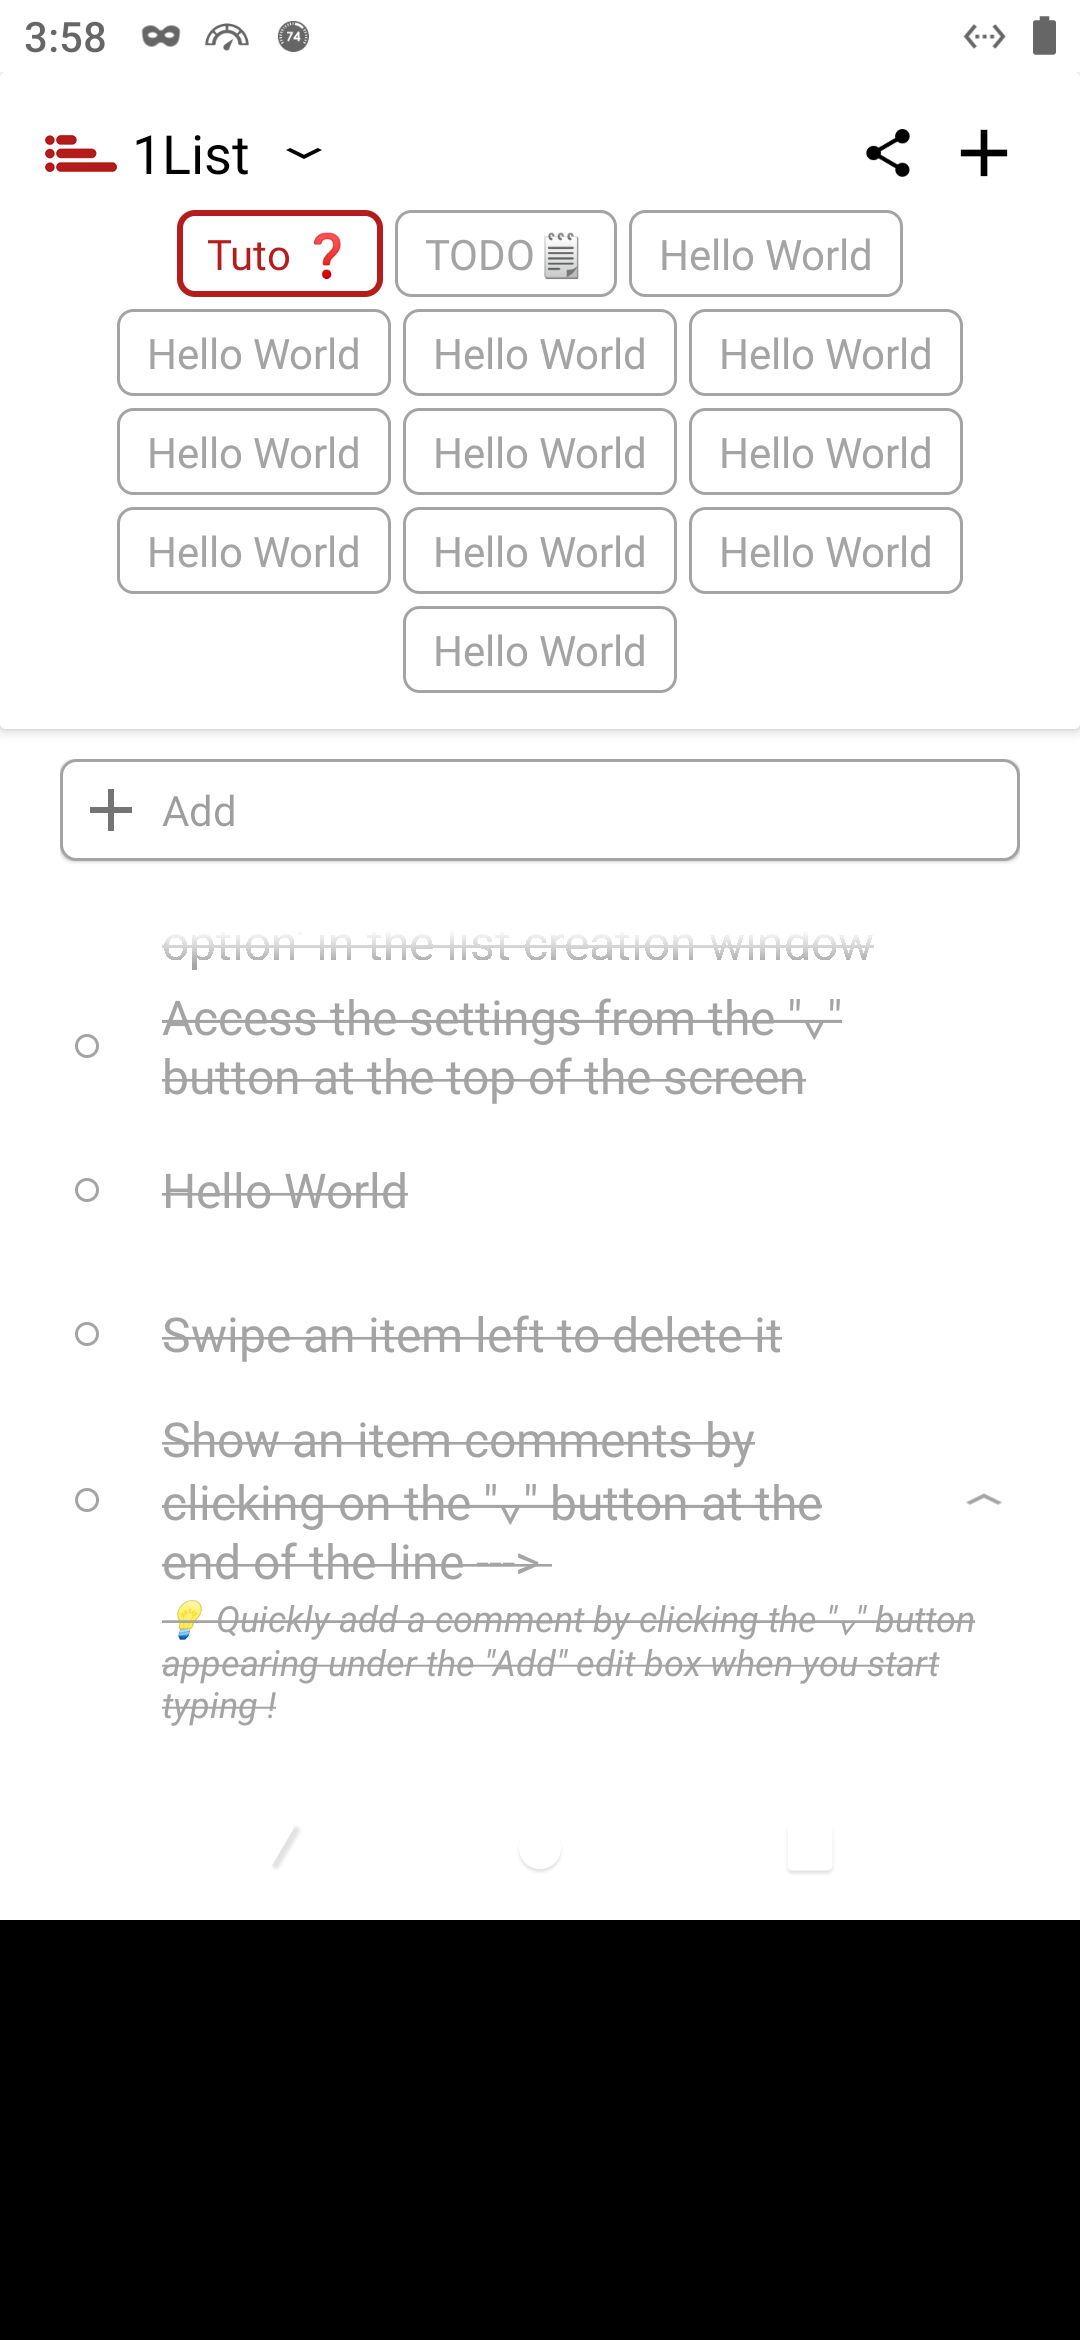 3:58
74
1List
Tuto ❓ TODO🗒 Hello World
Hello World Hello World Hello World
Hello World Hello World Hello World
Hello World Hello World Hello World
Hello World
Add
option" in the list creation window
Access the settings from the "⌄"
button at the top of the screen
Hello World
Swipe an item left to delete it
Show an item comments by
clicking on the "⌄" button at the
end of the line --->
💡 Quickly add a comment by clicking the "⌄" button
appearing under the "Add" edit box when you start
typing !